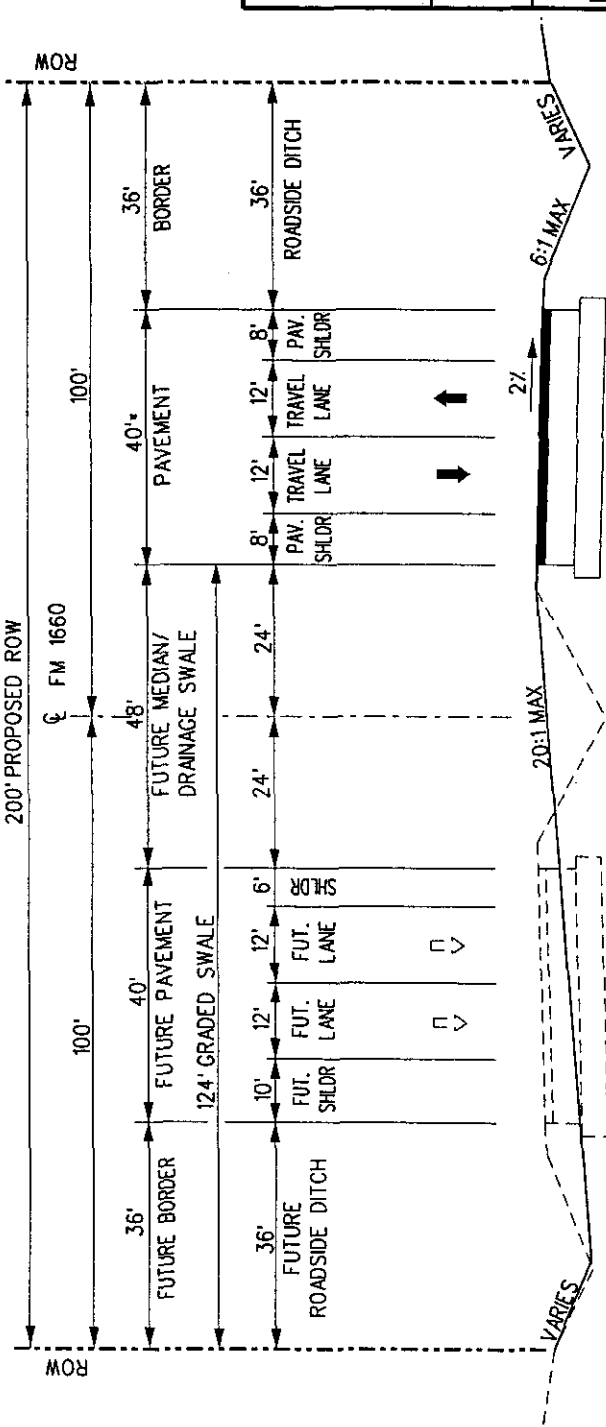 200' PROPOSED ROW
ROW
ROW
℄ FM 1660
100'
100'
36'
FUTURE BORDER
40'
FUTURE PAVEMENT
48'
FUTURE MEDIAN/
DRAINAGE SWALE
40'*
PAVEMENT
36'
BORDER
124' GRADED SWALE
36'
FUTURE
ROADSIDE DITCH
10'
FUT.
SHLDR
12'
FUT.
LANE
12'
FUT.
LANE
6'
SHLDR
24'
24'
8'
PAV.
SHLDR
12'
TRAVEL
LANE
12'
TRAVEL
LANE
8'
PAV.
SHLDR
36'
ROADSIDE DITCH
VARIES
20:1 MAX
2%
6:1 MAX
VARIES